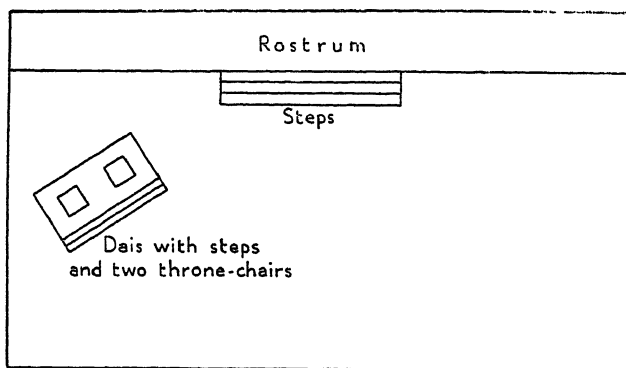 Rostrum
Steps
Dais with steps
and two throne-chairs